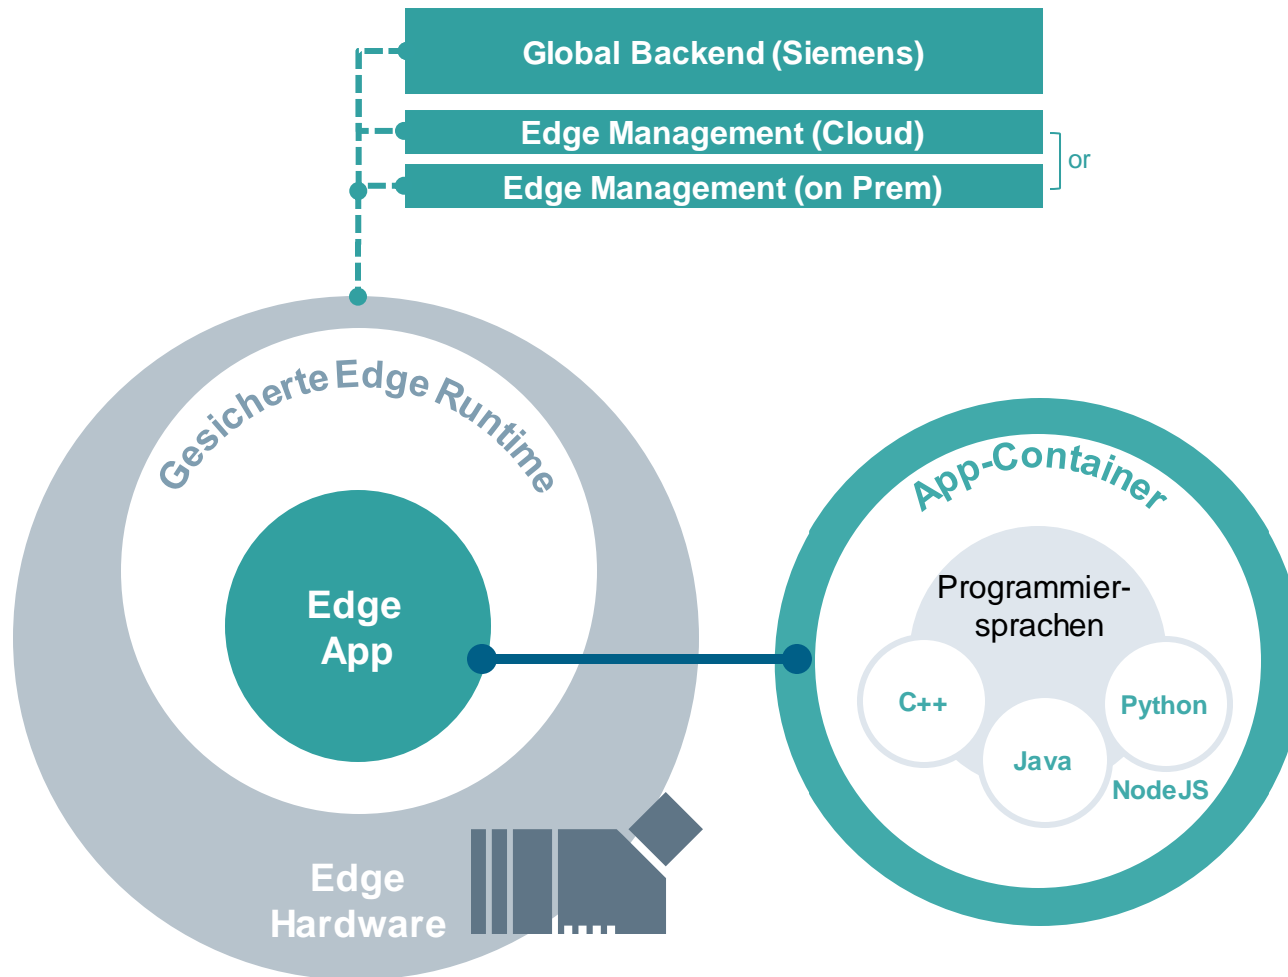 Global Backend (Siemens)
Edge Management (Cloud)
or
Edge Management (on Prem)
Gesicherte Edge Runtime
Edge
App
Edge
Hardware
App-Container
Programmier-
sprachen
C++
Python
Java
NodeJS